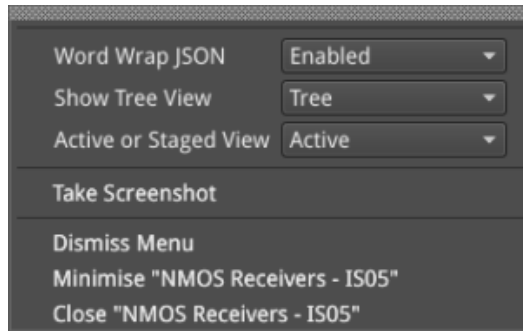 Word Wrap JSON Enabled
Show Tree View Tree
Active or Staged View Active
Take Screenshot
Dismiss Menu
Minimise "NMOS Receivers - IS05"
Close "NMOS Receivers - IS05"